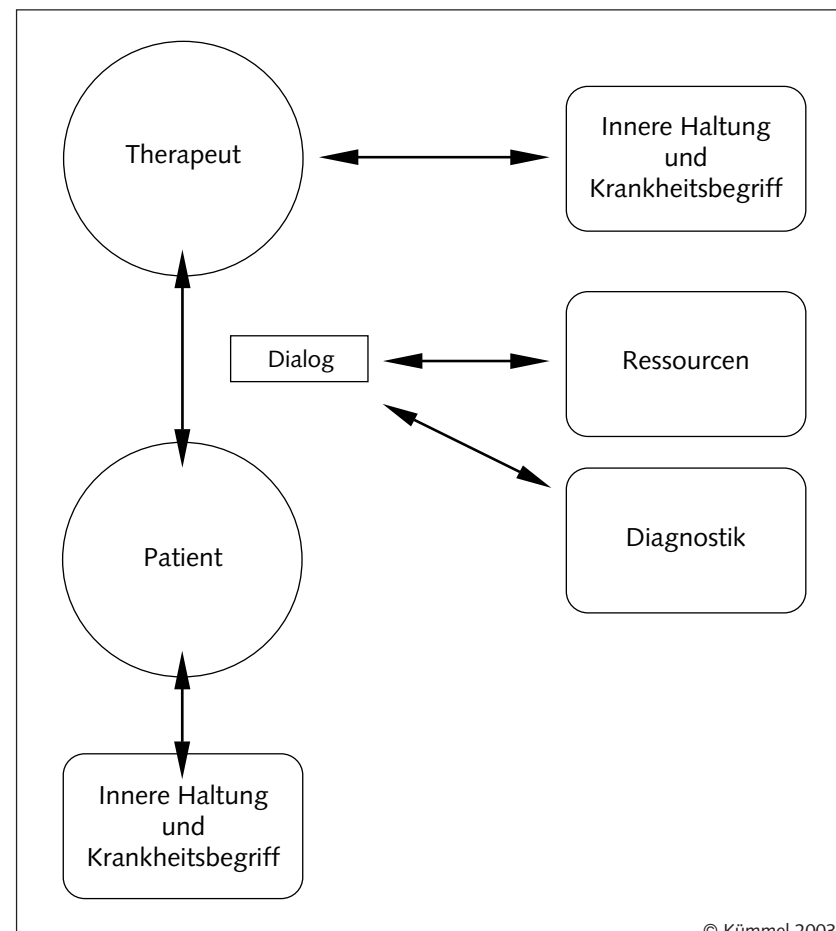 Therapeut
Innere Haltung
und
Krankheitsbegriff
Dialog
Ressourcen
Patient
Diagnostik
Innere Haltung
und
Krankheitsbegriff
© Kümmel 2003